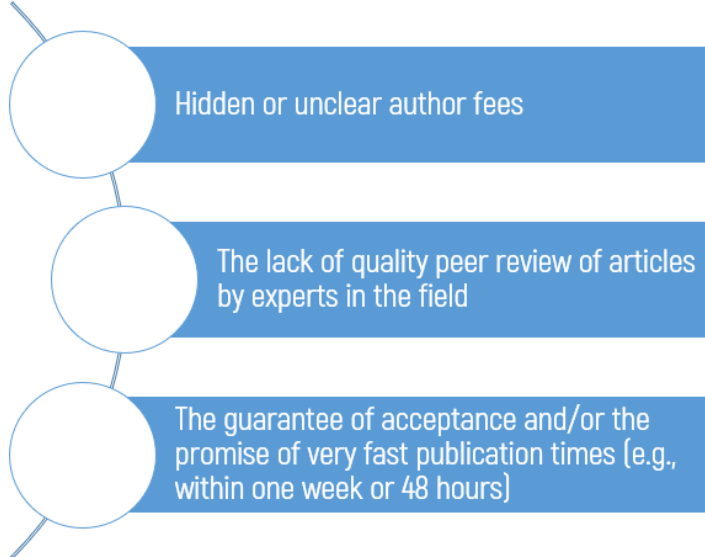 Hidden or unclear author fees
The lack of quality peer review of articles
by experts in the field
The guarantee of acceptance and/or the
promise of very fast publication times (e.g.,
within one week or 48 hours)